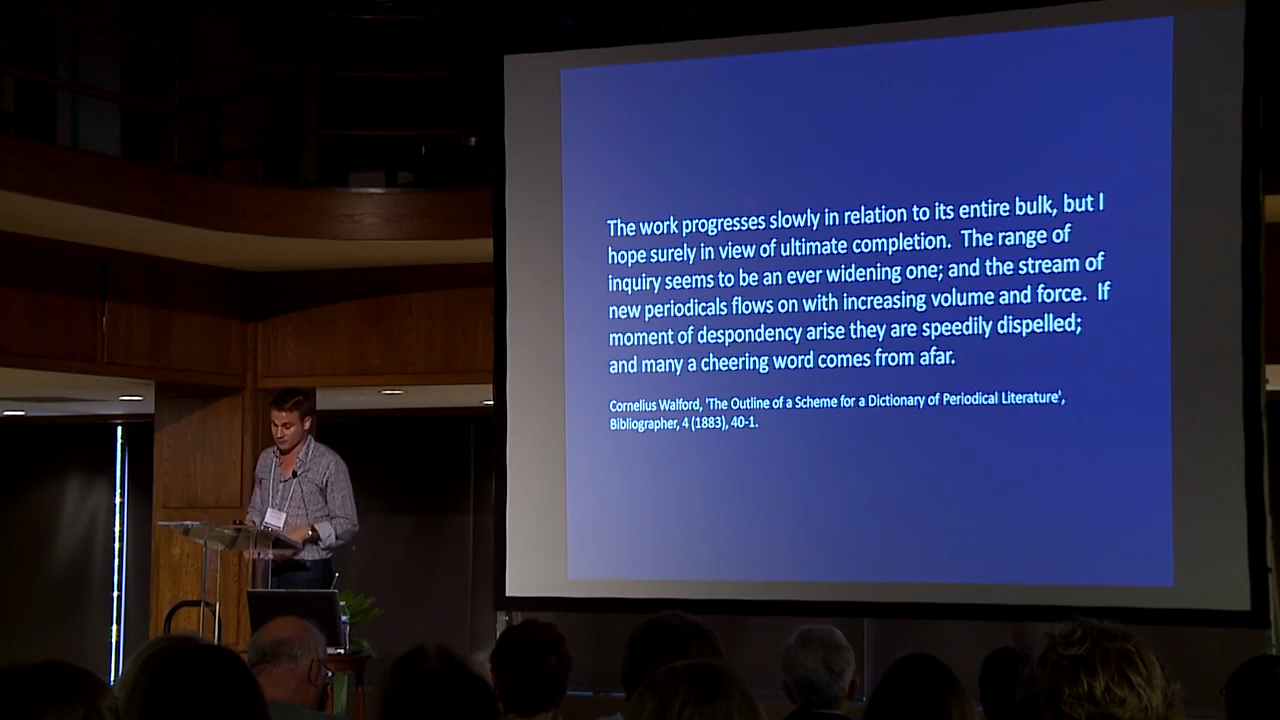 The work progresses slowly in relation to its entire bulk, but I
hope surely in view of ultimate completion. The range of
inquiry seems to be an ever widening one; and the stream of
new periodicals flows on with increasing volume and force. If
moment of despondency arise they are speedily dispelled;
and many a cheering word comes from afar.
Cornelius Walford, 'The Outline of a Scheme for a Dictionary of Periodical Literature',
Bibliographer, 4 (1883), 40-1.